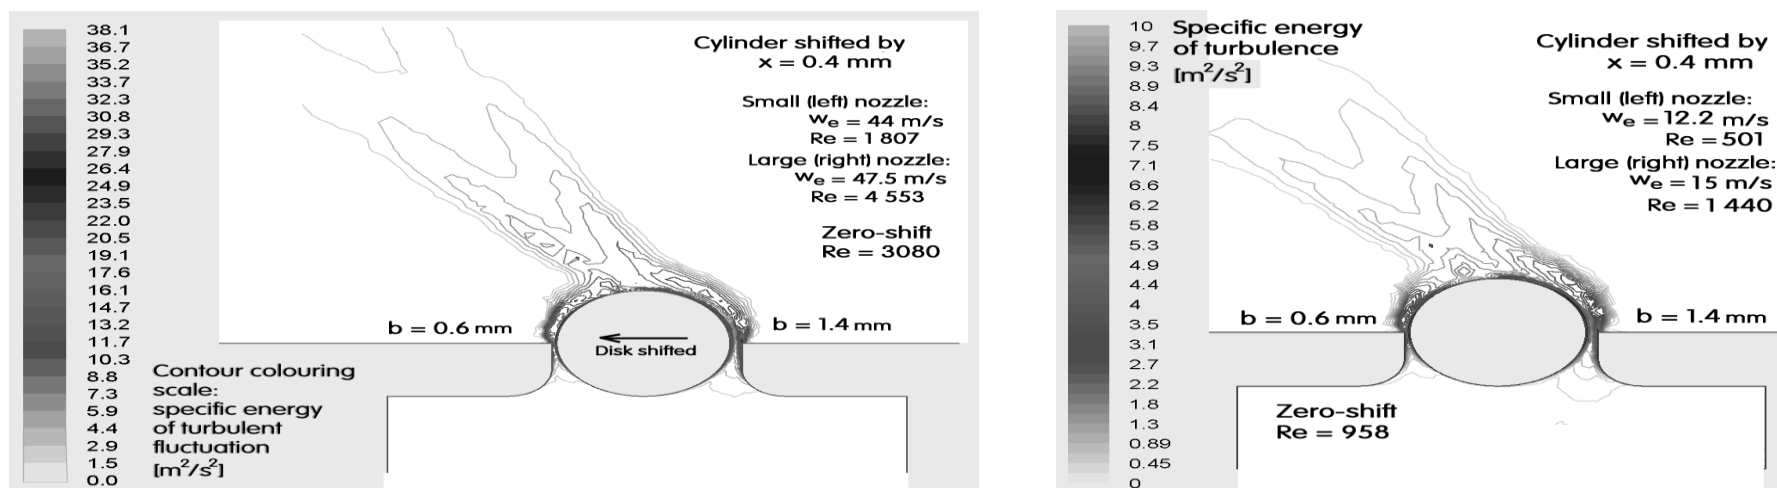 38.1
36.7
35.2
33.7
32.3
30.8
29.3
27.9
26.4
24.9
23.5
22.0
20.5
19.1
17.6
16.1
14.7
13.2
11.7
10.3
8.8
7.3
5.9
4.4
2.9
1.5
0.0
Contour colouring
scale:
specific energy
of turbulent
fluctuation
[m²/s²]
Cylinder shifted by
x = 0.4 mm
Small (left) nozzle:
wₑ = 44 m/s
Re = 1 807
Large (right) nozzle:
wₑ = 47.5 m/s
Re = 4 553
Zero-shift
Re = 3080
b = 0.6 mm
b = 1.4 mm
Disk shifted
10
9.7
9.3
8.9
8.4
8
7.5
7.1
6.6
6.2
5.8
5.3
4.9
4.4
4
3.5
3.1
2.7
2.2
1.8
1.3
0.89
0.45
0
Specific energy
of turbulence
[m²/s²]
Cylinder shifted by
x = 0.4 mm
Small (left) nozzle:
wₑ = 12.2 m/s
Re = 501
Large (right) nozzle:
wₑ = 15 m/s
Re = 1 440
b = 0.6 mm
b = 1.4 mm
Zero-shift
Re = 958